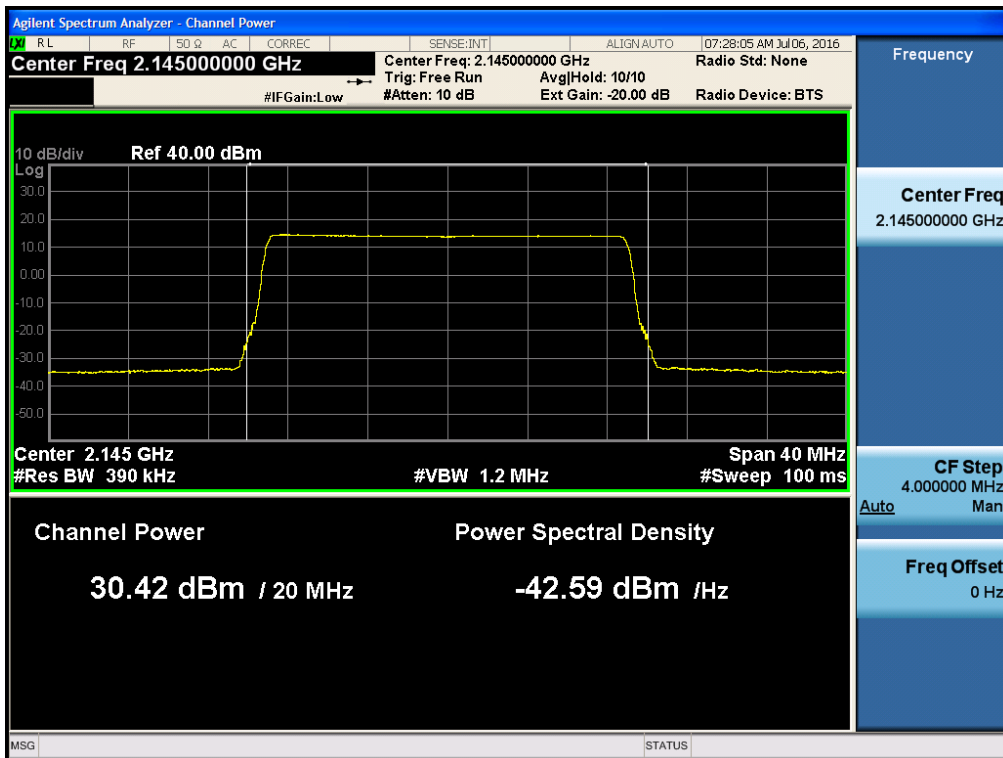 Agilent Spectrum Analyzer - Channel Power
LXI RL RF 50 Ω AC CORREC SENSE:INT ALIGN AUTO 07:28:05 AM Jul 06, 2016
Center Freq 2.145000000 GHz
#IFGain:Low
Center Freq: 2.145000000 GHz
Trig: Free Run Avg|Hold: 10/10
#Atten: 10 dB Ext Gain: -20.00 dB
Radio Std: None
Radio Device: BTS
10 dB/div Ref 40.00 dBm
Log
30.0
20.0
10.0
0.00
-10.0
-20.0
-30.0
-40.0
-50.0
Center 2.145 GHz Span 40 MHz
#Res BW 390 kHz #VBW 1.2 MHz #Sweep 100 ms
Channel Power Power Spectral Density
30.42 dBm / 20 MHz -42.59 dBm /Hz
Frequency
Center Freq
2.145000000 GHz
CF Step
4.000000 MHz
Auto Man
Freq Offset
0 Hz
MSG STATUS